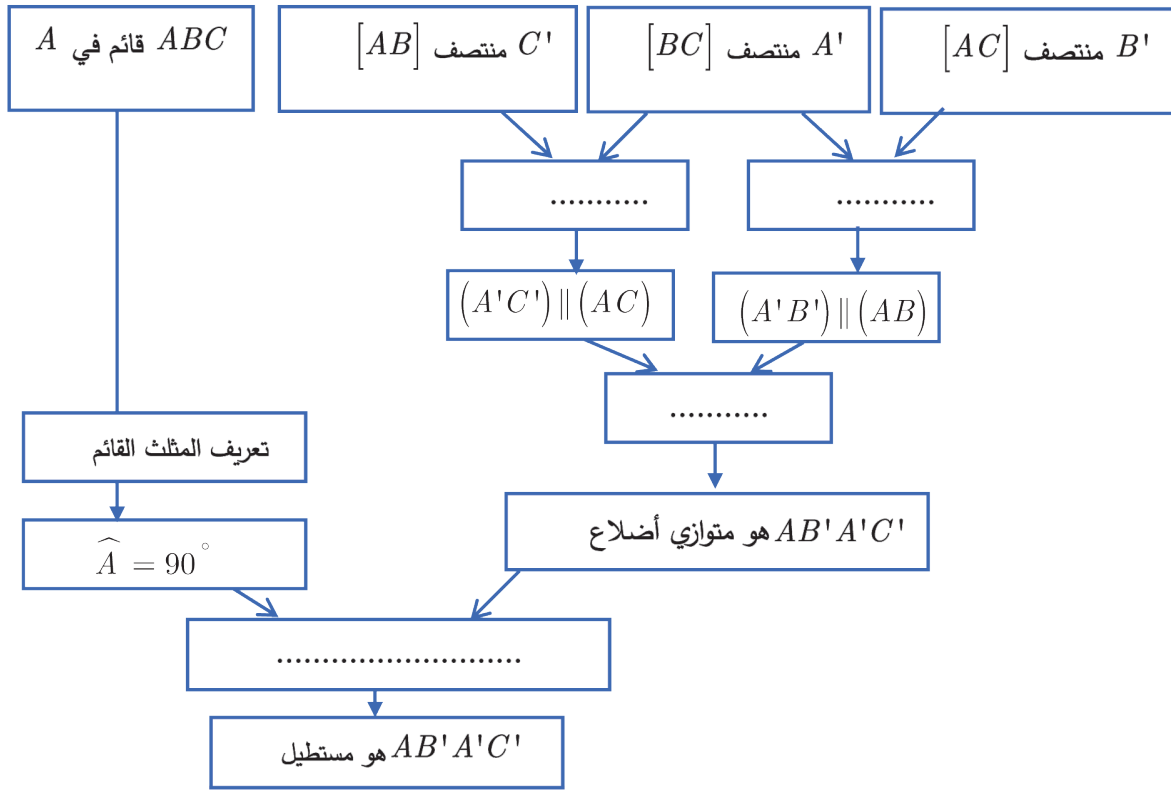 ABC قائم في A
C' منتصف [AB]
A' منتصف [BC]
B' منتصف [AC]
...........
...........
(A'C') || (AC)
(A'B') || (AB)
...........
تعريف المثلث القائم
AB'A'C' هو متوازي أضلاع
Â = 90°
...........................
AB'A'C' هو مستطيل